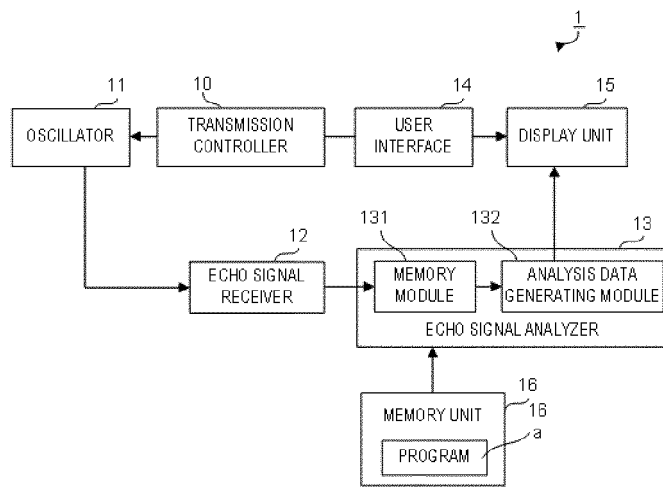 1
11
10
14
15
OSCILLATOR
TRANSMISSION
CONTROLLER
USER
INTERFACE
DISPLAY UNIT
12
131
132
13
ECHO SIGNAL
RECEIVER
MEMORY
MODULE
ANALYSIS DATA
GENERATING MODULE
ECHO SIGNAL ANALYZER
16
MEMORY UNIT
16
a
PROGRAM